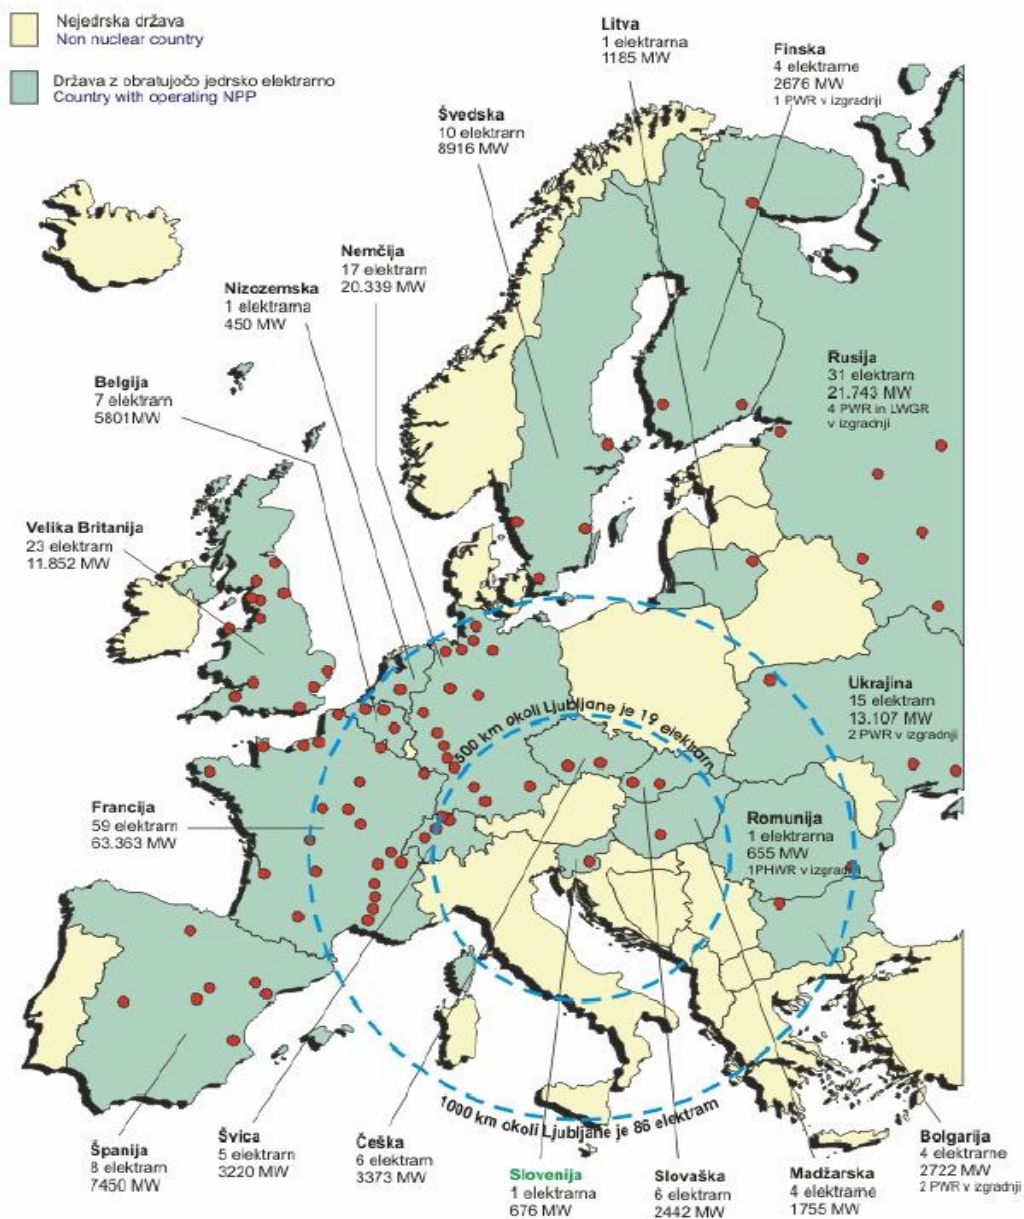 Nejedrska država
Non nuclear country
Država z obratujočo jedrsko elektrarno
Country with operating NPP
Litva
1 elektrarna
1185 MW
Finska
4 elektrarne
2676 MW
1 PWR v izgradnji
Švedska
10 elektrarn
8916 MW
Nemčija
17 elektrarn
20.339 MW
Nizozemska
1 elektrarna
450 MW
Belgija
7 elektrarn
5801MW
Rusija
31 elektrarn
21.743 MW
4 PWR in LWGR
v izgradnji
Velika Britanija
23 elektrarn
11.852 MW
Ukrajina
15 elektrarn
13.107 MW
2 PWR v izgradnji
500 km okoli Ljubljane je 19 elektrarn
Francija
59 elektrarn
63.363 MW
Romunija
1 elektrarna
655 MW
1PHWR v izgradnji
1000 km okoli Ljubljane je 86 elektrarn
Španija
8 elektrarn
7450 MW
Švica
5 elektrarn
3220 MW
Češka
6 elektrarn
3373 MW
Slovenija
1 elektrarna
676 MW
Slovaška
6 elektrarn
2442 MW
Madžarska
4 elektrarne
1755 MW
Bolgarija
4 elektrarne
2722 MW
2 PWR v izgradnji